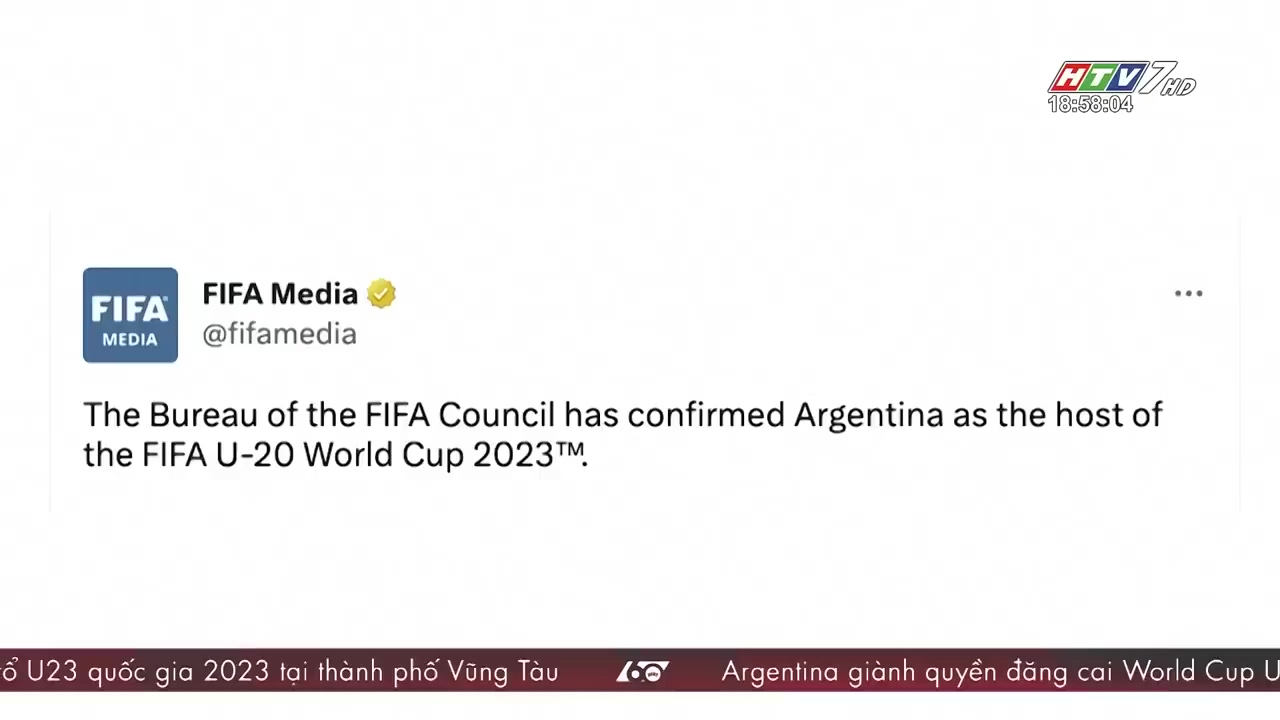 HTV7HD
18:58:04
FIFA
MEDIA
FIFA Media
@fifamedia
The Bureau of the FIFA Council has confirmed Argentina as the host of
the FIFA U-20 World Cup 2023™.
ổ U23 quốc gia 2023 tại thành phố Vũng Tàu 60 Argentina giành quyền đăng cai World Cup U